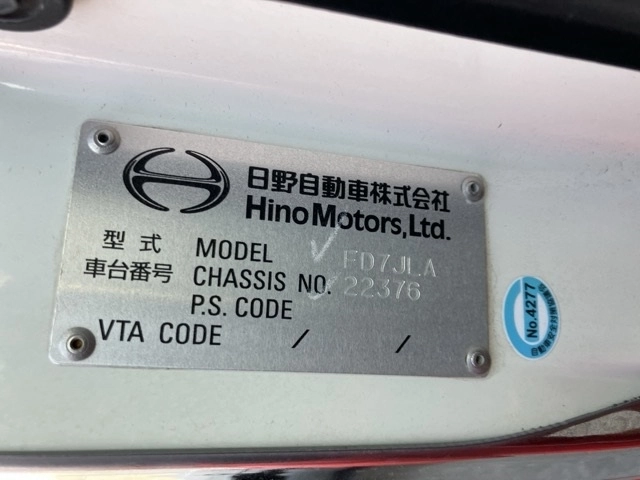 日野自動車株式会社
Hino Motors, Ltd.
型式 MODEL FD7JLA
車台番号 CHASSIS NO. 22376
P.S. CODE
VTA CODE / /
No.4277